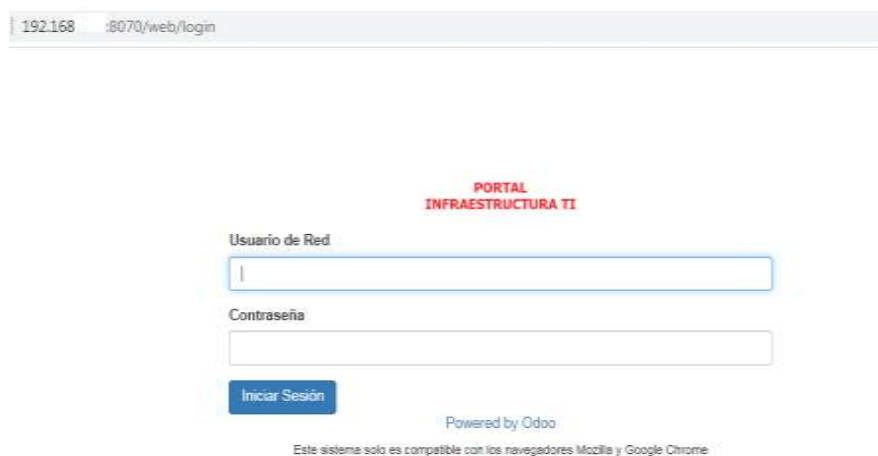 192.168 :8070/web/login
PORTAL
INFRAESTRUCTURA TI
Usuario de Red
Contraseña
Iniciar Sesión
Powered by Odoo
Este sistema solo es compatible con los navegadores Mozilla y Google Chrome